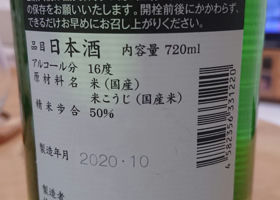 の保存をお願いいたします。開栓前後にかかわらず、
できるだけお早めにお召し上がりください。
品目 日本酒 内容量 720ml
アルコール分 16度
原材料名 米(国産)
米こうじ(国産米)
精米歩合 50%
製造年月 2020・10
製造者
4582356331220